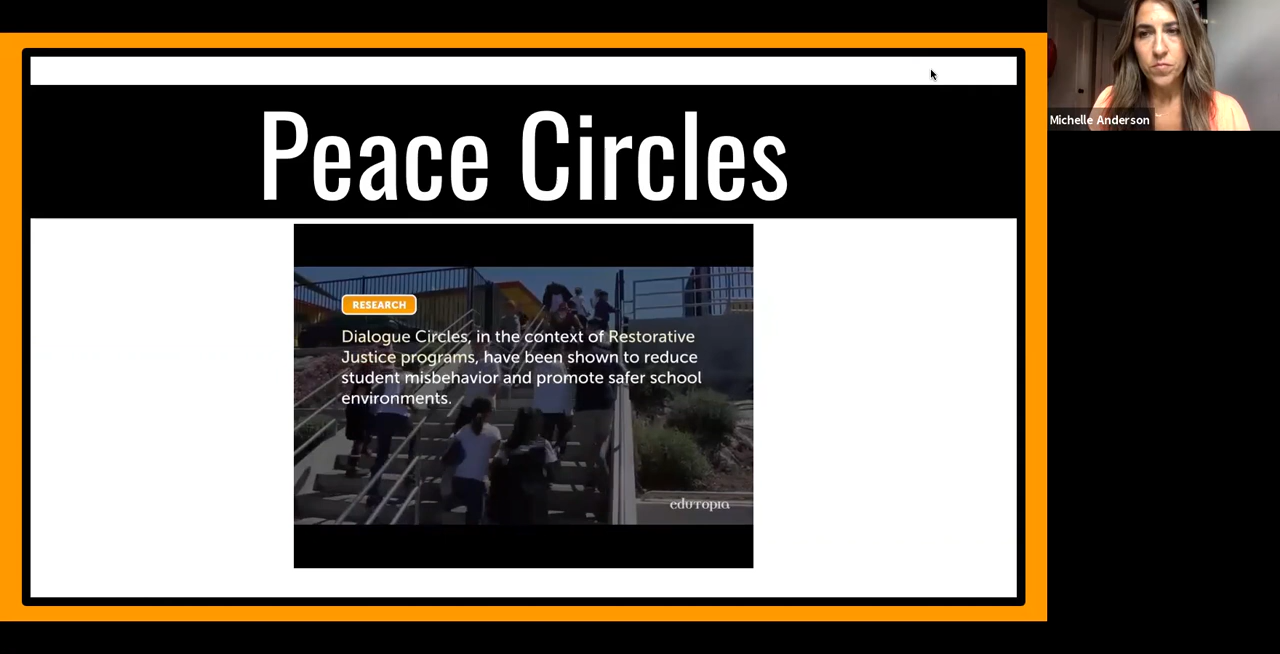 Peace Circles
RESEARCH
Dialogue Circles, in the context of Restorative
Justice programs, have been shown to reduce
student misbehavior and promote safer school
environments.
edutopia
Michelle Anderson